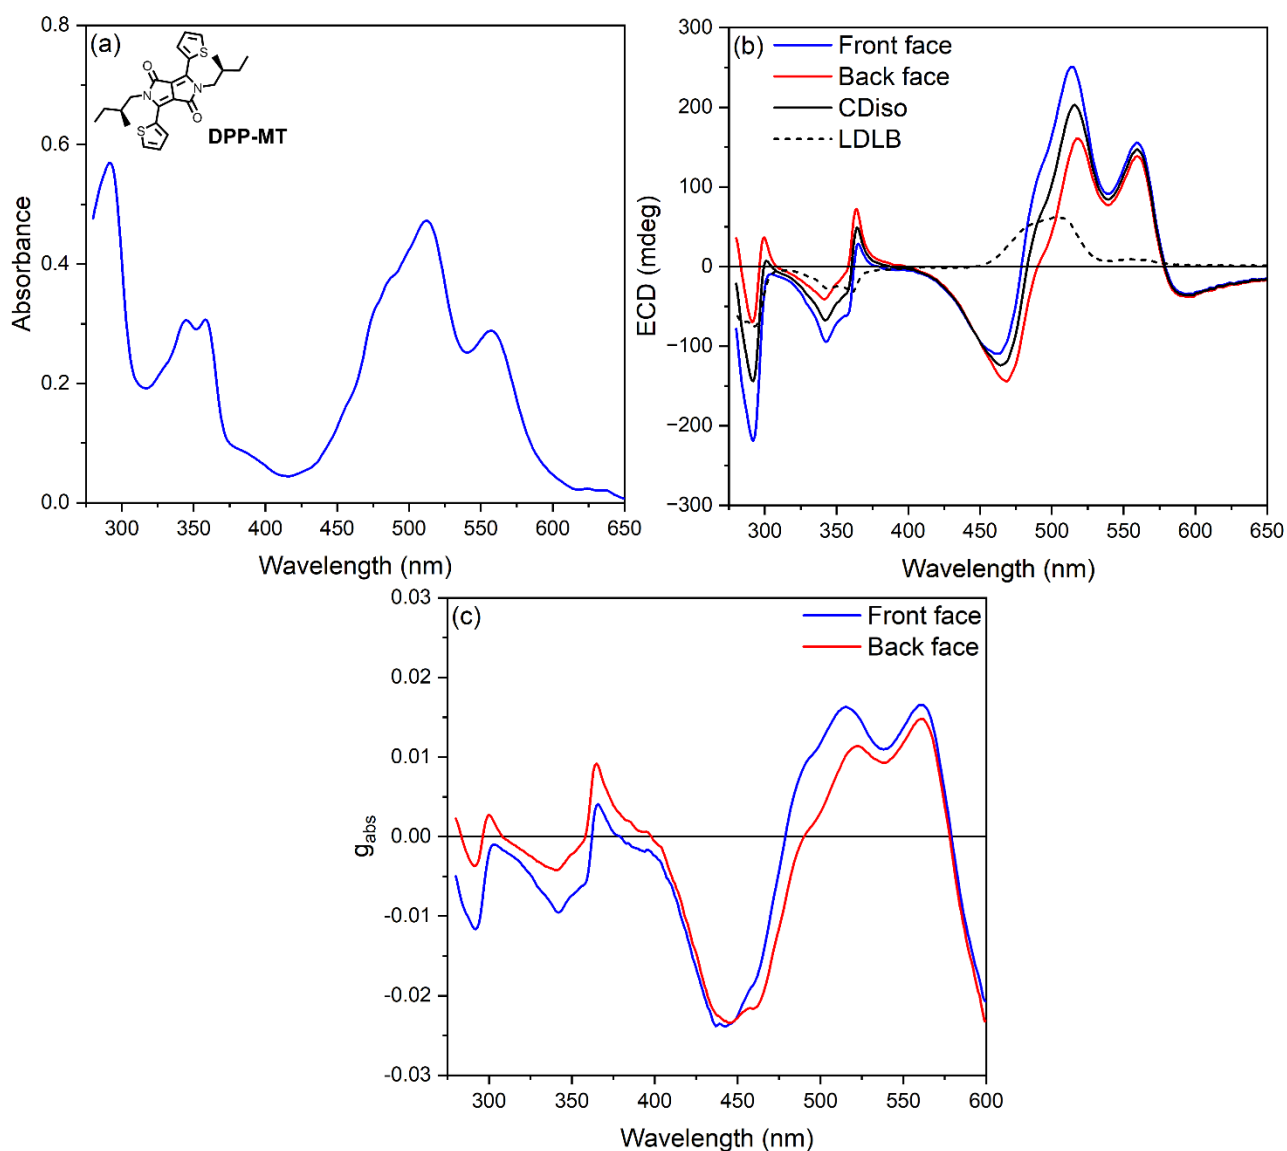 (a)
S
O
N
N
O
S
DPP-MT
0.8
0.6
0.4
0.2
0.0
Absorbance
300 350 400 450 500 550 600 650
Wavelength (nm)
(b)
Front face
Back face
CDiso
LDLB
300
200
100
0
−100
−200
−300
ECD (mdeg)
300 350 400 450 500 550 600 650
Wavelength (nm)
(c)
Front face
Back face
0.03
0.02
0.01
0.00
-0.01
-0.02
-0.03
gabs
300 350 400 450 500 550 600
Wavelength (nm)